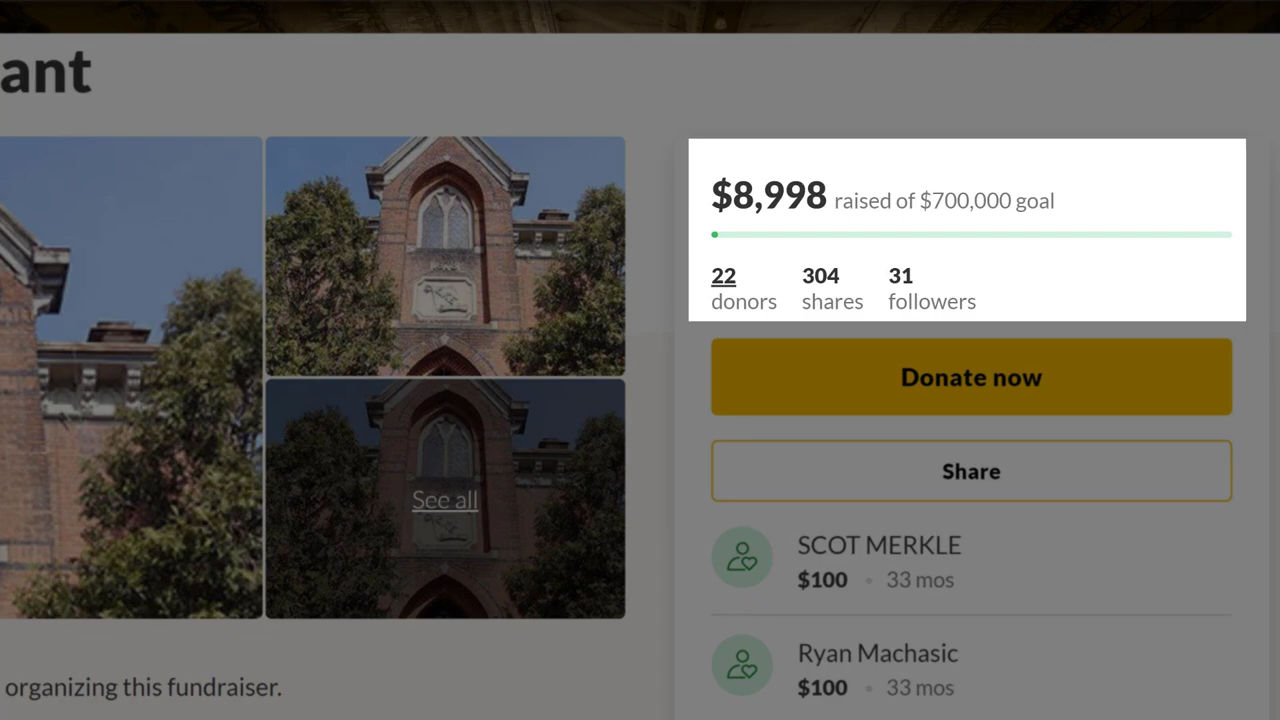 ant
$8,998 raised of $700,000 goal
22 304 31
donors shares followers
Donate now
Share
See all
SCOT MERKLE
$100 • 33 mos
Ryan Machasic
$100 • 33 mos
organizing this fundraiser.